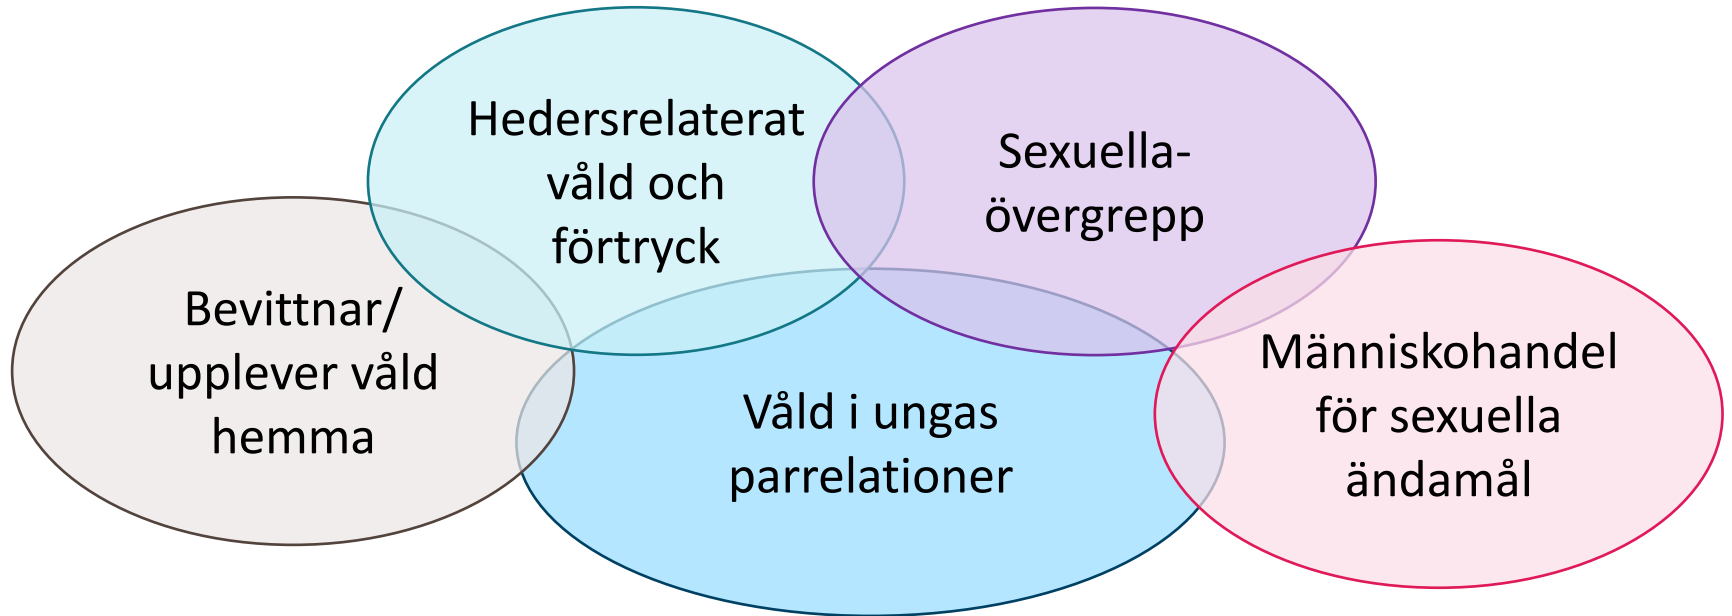 Hedersrelaterat
våld och
förtryck
Sexuella-
övergrepp
Bevittnar/
upplever våld
hemma
Våld i ungas
parrelationer
Människohandel
för sexuella
ändamål